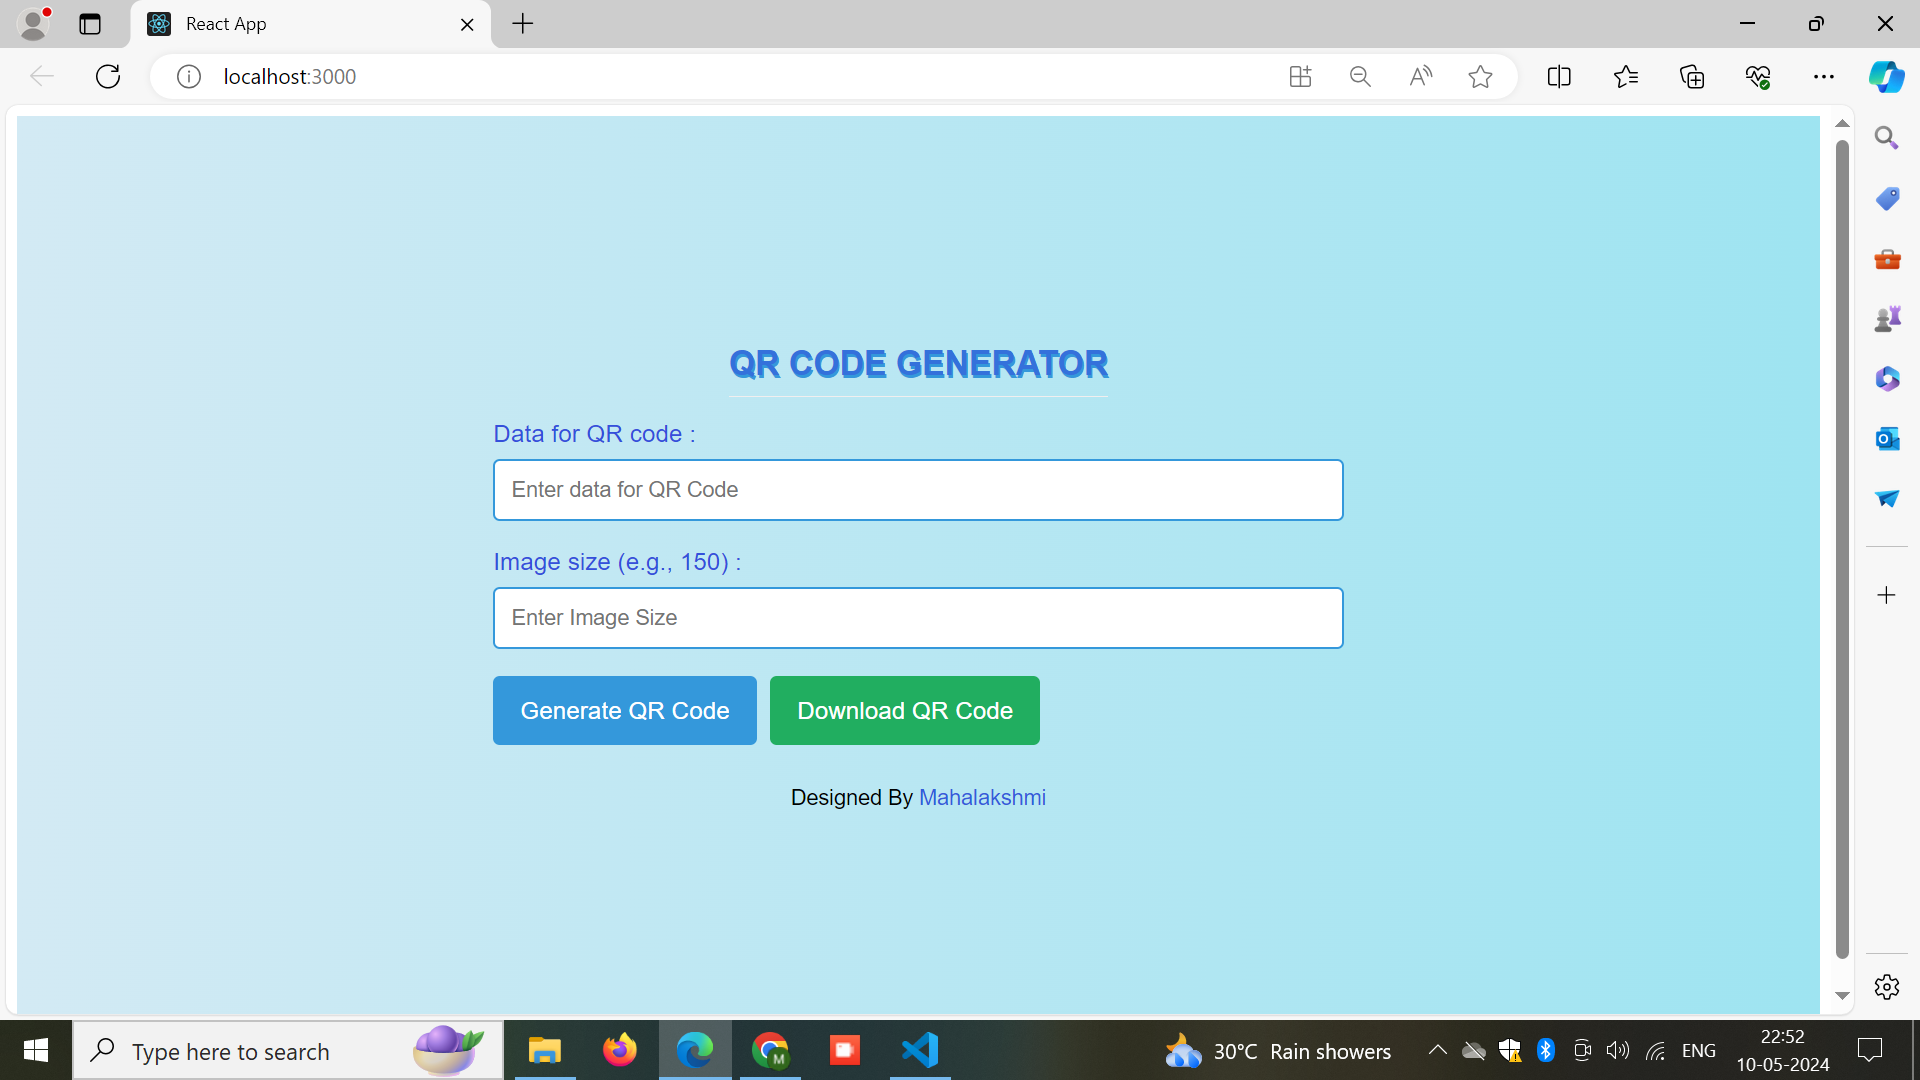 React App
localhost:3000
QR CODE GENERATOR
Data for QR code :
Enter data for QR Code
Image size (e.g., 150) :
Enter Image Size
Generate QR Code Download QR Code
Designed By Mahalakshmi
Type here to search
M
30°C Rain showers
ENG
22:52
10-05-2024